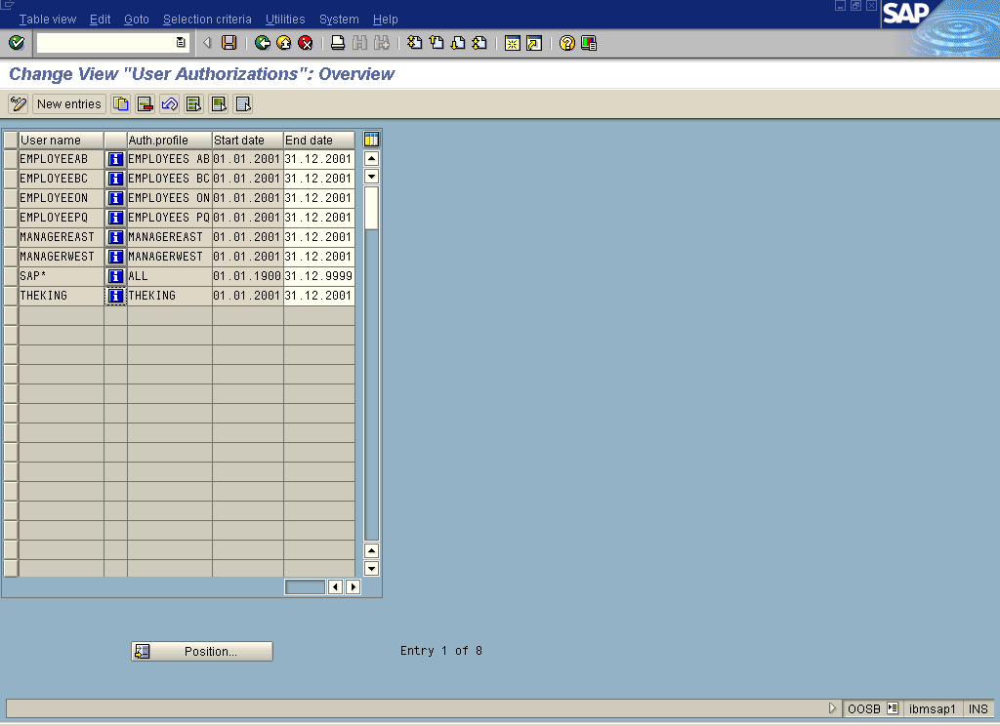 Table view Edit Goto Selection criteria Utilities System Help
SAP
Change View "User Authorizations": Overview
New entries
User name Auth.profile Start date End date
EMPLOYEEAB EMPLOYEES AB 01.01.2001 31.12.2001
EMPLOYEEBC EMPLOYEES BC 01.01.2001 31.12.2001
EMPLOYEEON EMPLOYEES ON 01.01.2001 31.12.2001
EMPLOYEEPQ EMPLOYEES PQ 01.01.2001 31.12.2001
MANAGEREAST MANAGEREAST 01.01.2001 31.12.2001
MANAGERWEST MANAGERWEST 01.01.2001 31.12.2001
SAP* ALL 01.01.1900 31.12.9999
THEKING THEKING 01.01.2001 31.12.2001
Position... Entry 1 of 8
OOSB ibmsap1 INS